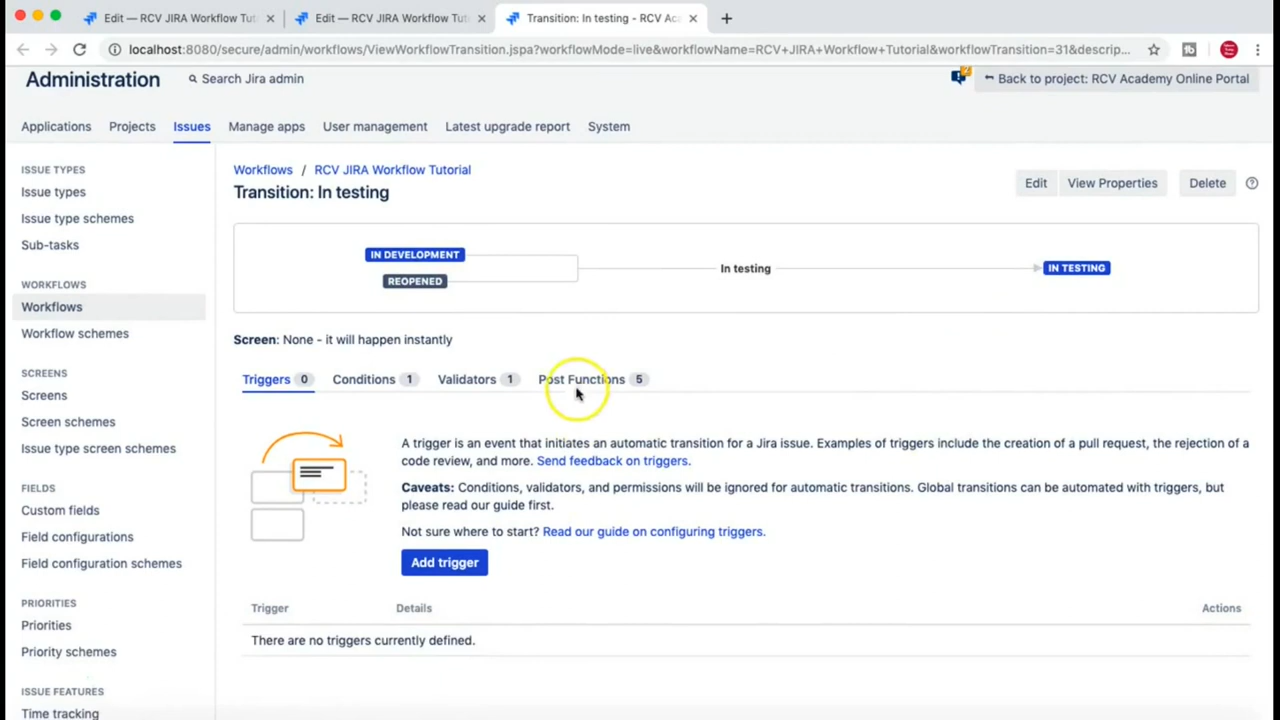 Edit — RCV JIRA Workflow Tut
Edit — RCV JIRA Workflow Tut
Transition: In testing - RCV Ac
localhost:8080/secure/admin/workflows/ViewWorkflowTransition.jspa?workflowMode=live&workflowName=RCV+JIRA+Workflow+Tutorial&workflowTransition=31&descrip...
Administration
Search Jira admin
Back to project: RCV Academy Online Portal
Applications Projects Issues Manage apps User management Latest upgrade report System
ISSUE TYPES
Issue types
Issue type schemes
Sub-tasks
WORKFLOWS
Workflows
Workflow schemes
SCREENS
Screens
Screen schemes
Issue type screen schemes
FIELDS
Custom fields
Field configurations
Field configuration schemes
PRIORITIES
Priorities
Priority schemes
ISSUE FEATURES
Time tracking
Workflows / RCV JIRA Workflow Tutorial
Transition: In testing
Edit View Properties Delete
IN DEVELOPMENT
REOPENED
In testing
IN TESTING
Screen: None - it will happen instantly
Triggers 0 Conditions 1 Validators 1 Post Functions 5
A trigger is an event that initiates an automatic transition for a Jira issue. Examples of triggers include the creation of a pull request, the rejection of a
code review, and more. Send feedback on triggers.
Caveats: Conditions, validators, and permissions will be ignored for automatic transitions. Global transitions can be automated with triggers, but
please read our guide first.
Not sure where to start? Read our guide on configuring triggers.
Add trigger
Trigger Details Actions
There are no triggers currently defined.